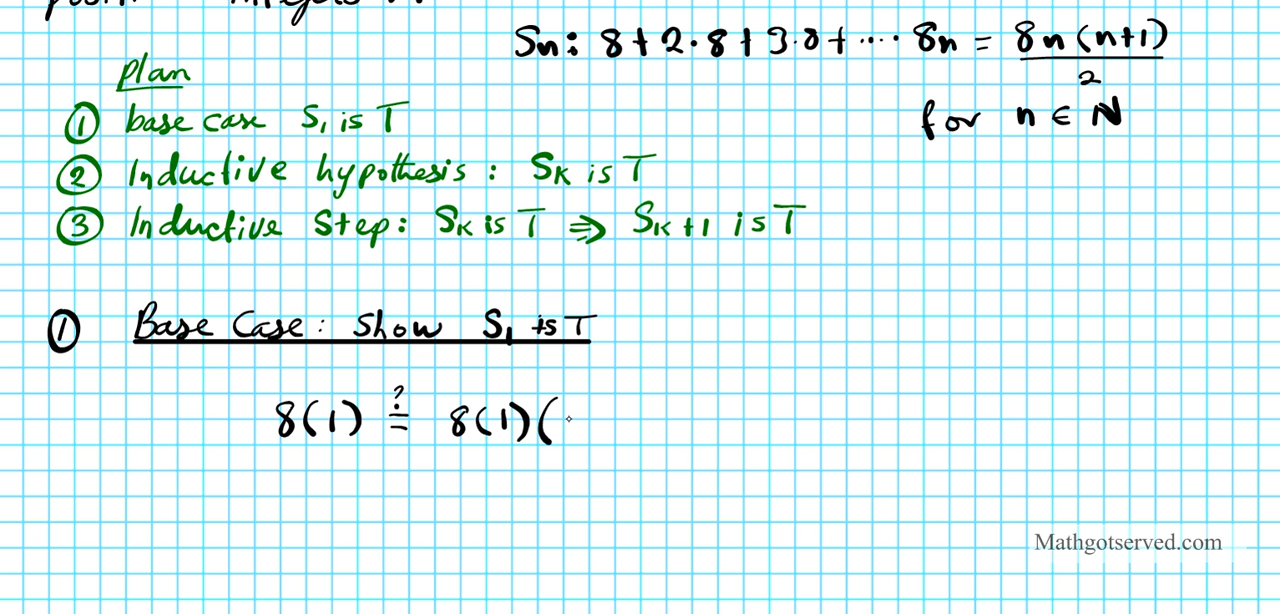 Sn: 8 + 2·8 + 3·8 + ···· 8n = 8n(n+1)
2
for n ∈ ℕ
plan
① base case S₁ is T
② Inductive hypothesis: Sₖ is T
③ Inductive Step: Sₖ is T ⇒ Sₖ₊₁ is T
① Base Case: Show S₁ is T
8(1) ≟ 8(1)(
Mathgotserved.com